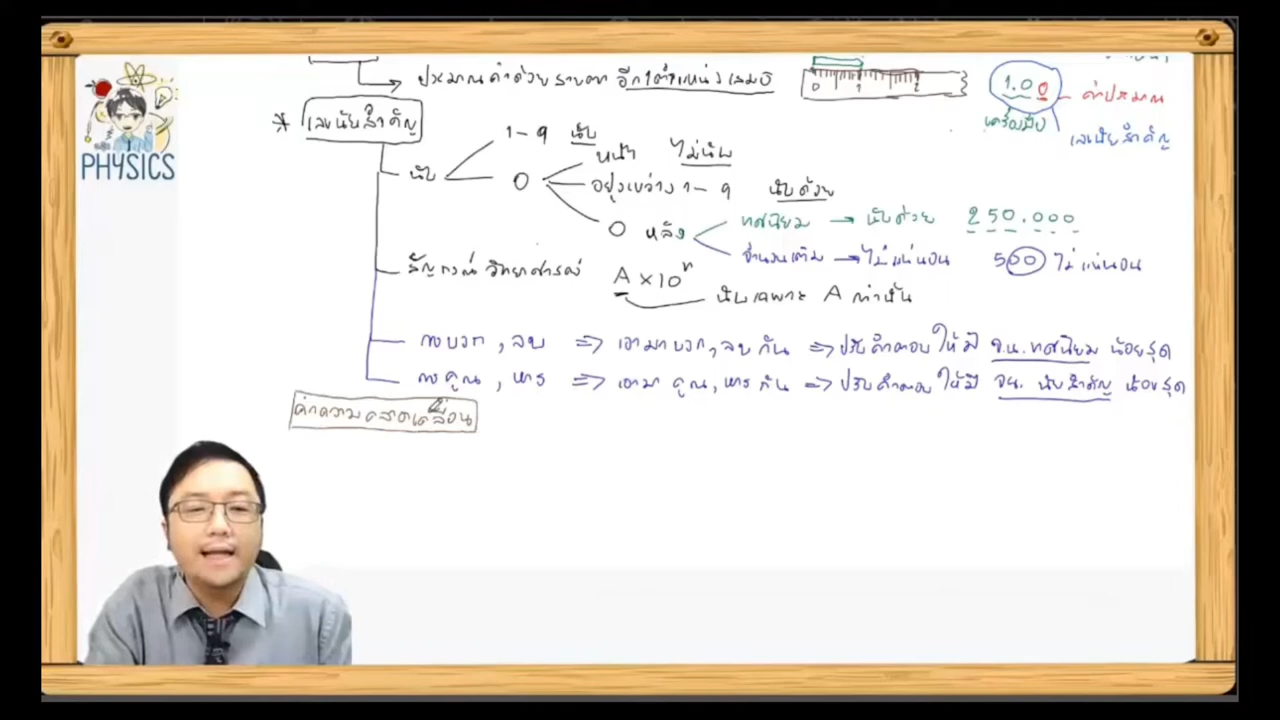 ประมาณค่าด้วยสายตา อีก 1 ตำแหน่งเสมอ
0 1 2
1.00
ค่าประมาณ
เครื่องมือ
เลขนัยสำคัญ
PHYSICS
* เลขนัยสำคัญ
นับ
1-9 นับ
0
หน้า ไม่นับ
อยู่ระหว่าง 1-9 นับด้วย
0 หลัง
ทศนิยม → นับด้วย 250.000
จำนวนเต็ม → ไม่แน่นอน 500 ไม่แน่นอน
สัญกรณ์วิทยาศาสตร์ A×10ⁿ
นับเฉพาะ A เท่านั้น
การบวก, ลบ ⇒ เอามาบวก, ลบกัน ⇒ ปรับคำตอบให้มี จ.น. ทศนิยม น้อยสุด
การคูณ, หาร ⇒ เอามาคูณ, หารกัน ⇒ ปรับคำตอบให้มี จน. นัยสำคัญ น้อยสุด
ค่าความคลาดเคลื่อน